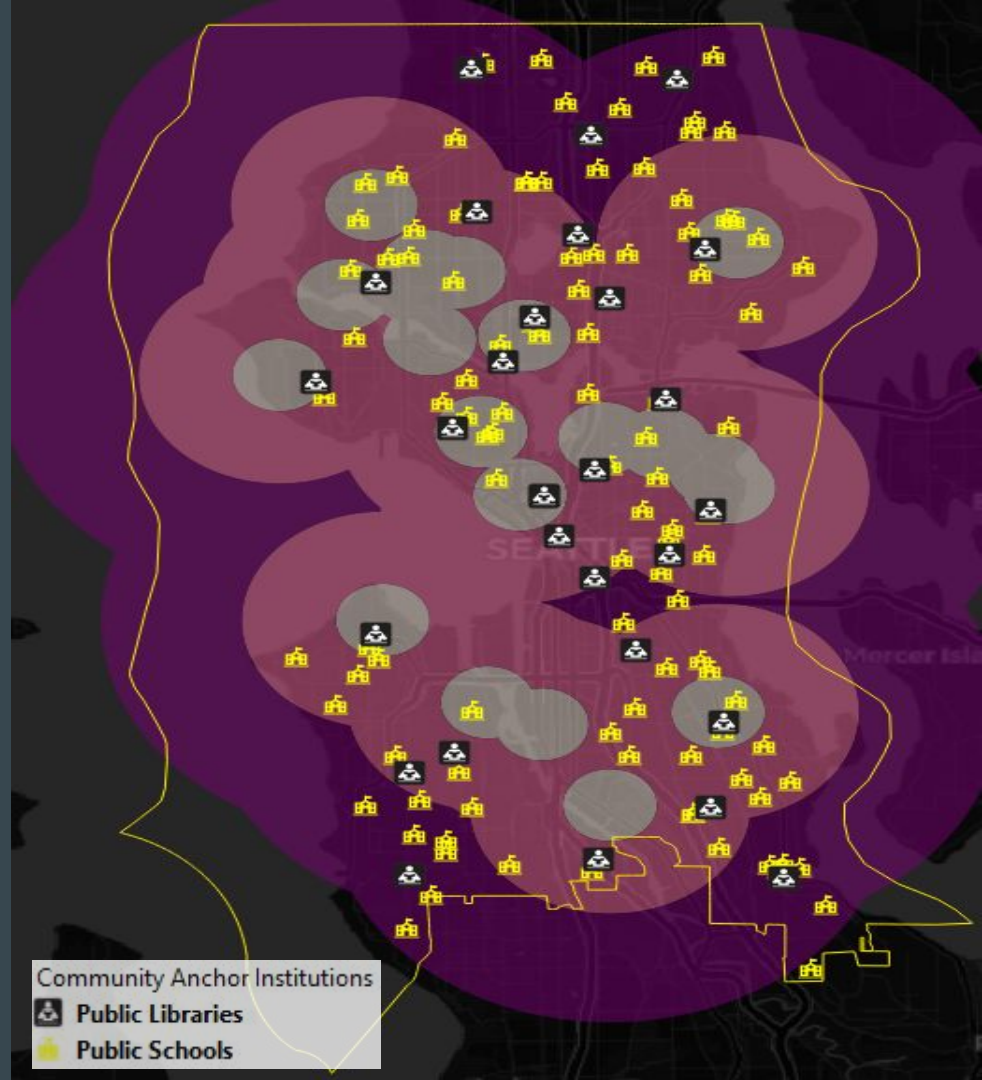 SEATTLE
Mercer Isla
Community Anchor Institutions
Public Libraries
Public Schools